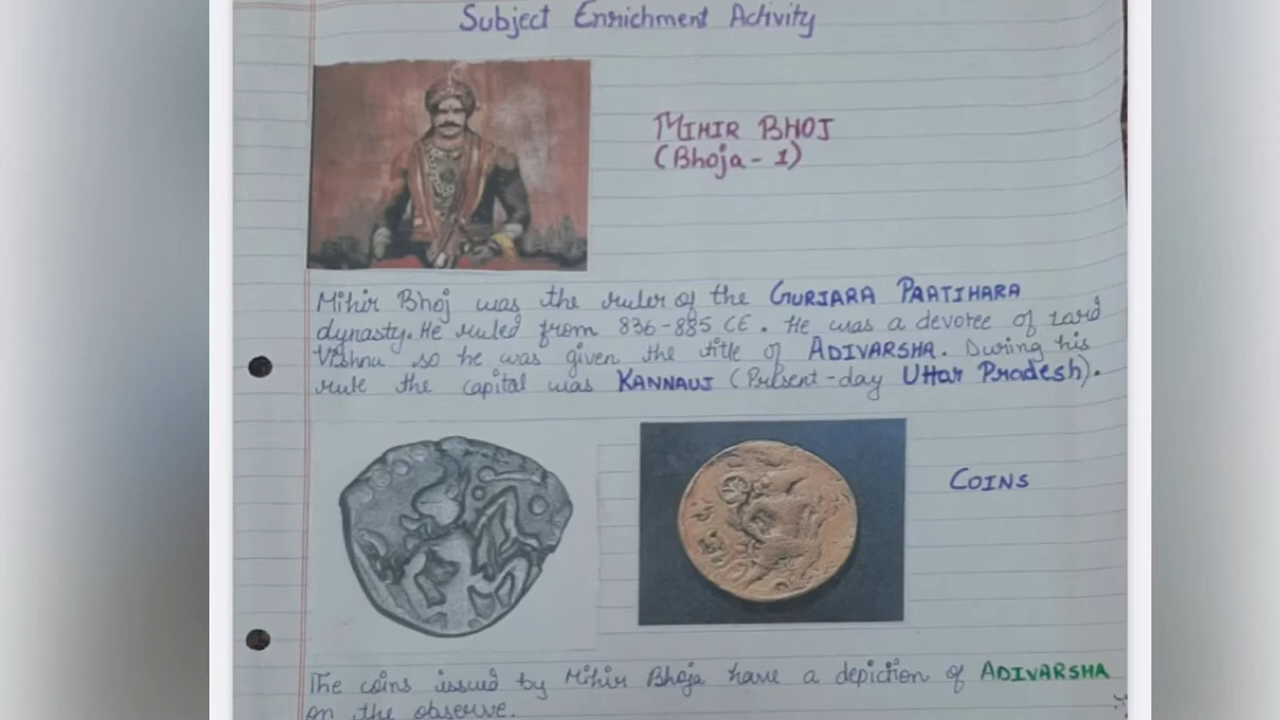 Subject Enrichment Activity
MIHIR BHOJ
(Bhoja - 1)
Mihir Bhoj was the ruler of the GURJARA PRATIHARA
dynasty. He ruled from 836-885 CE. He was a devotee of Lord
Vishnu so he was given the title of ADIVARSHA. During his
rule the capital was KANNAUJ (Present-day Uttar Pradesh).
COINS
The coins issued by Mihir Bhoja have a depiction of ADIVARSHA
on the observe.